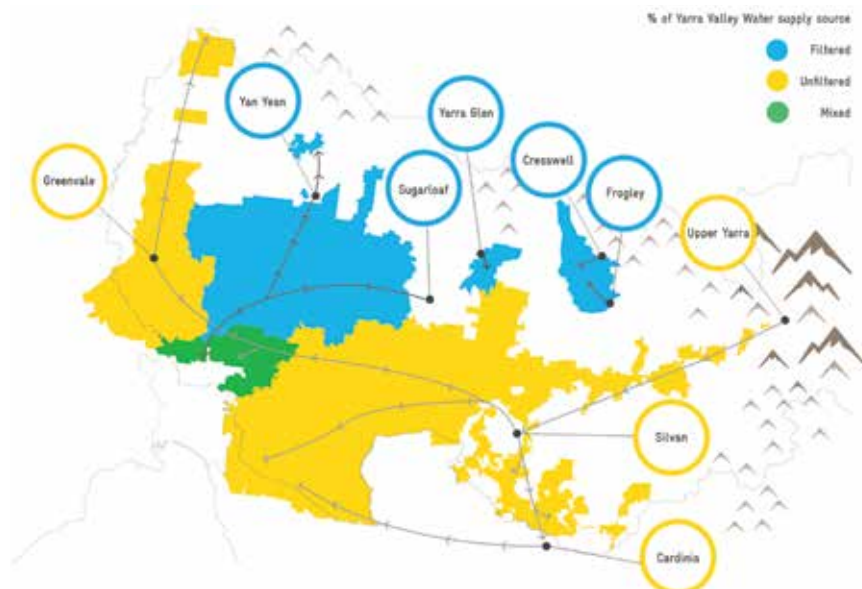 % of Yarra Valley Water supply source
Filtered
Unfiltered
Mixed
Yan Yean
Yarra Glen
Cresswell
Greenvale
Sugarloaf
Frogley
Upper Yarra
Silvan
Cardinia